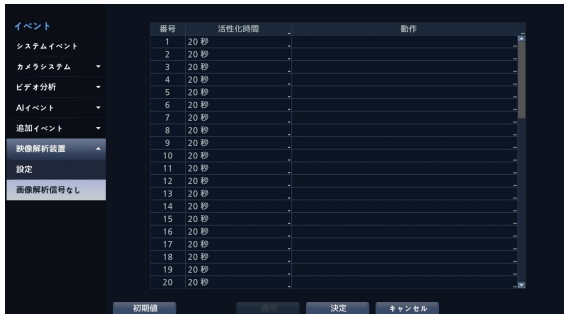 イベント
システムイベント
カメラシステム
ビデオ分析
AIイベント
追加イベント
映像解析装置
設定
画像解析信号なし
番号 活性化時間 動作
1 20 秒
2 20 秒
3 20 秒
4 20 秒
5 20 秒
6 20 秒
7 20 秒
8 20 秒
9 20 秒
10 20 秒
11 20 秒
12 20 秒
13 20 秒
14 20 秒
15 20 秒
16 20 秒
17 20 秒
18 20 秒
19 20 秒
20 20 秒
初期値 決定 キャンセル